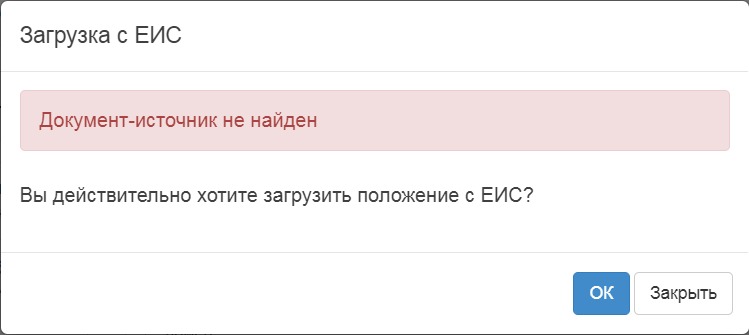 Загрузка с ЕИС
Документ-источник не найден
Вы действительно хотите загрузить положение с ЕИС?
ОК Закрыть